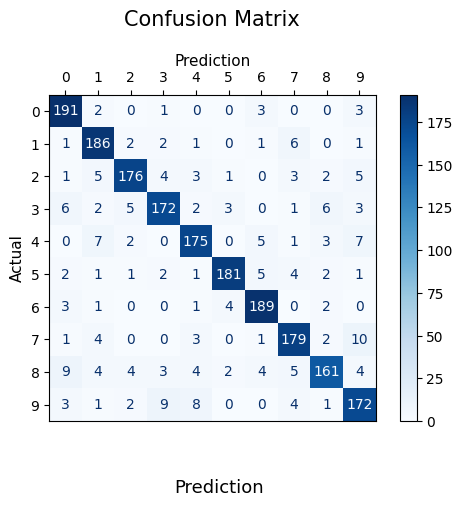 Confusion Matrix
Prediction
0 1 2 3 4 5 6 7 8 9
0 191 2 0 1 0 0 3 0 0 3
1 1 186 2 2 1 0 1 6 0 1
2 1 5 176 4 3 1 0 3 2 5
3 6 2 5 172 2 3 0 1 6 3
4 0 7 2 0 175 0 5 1 3 7
5 2 1 1 2 1 181 5 4 2 1
6 3 1 0 0 1 4 189 0 2 0
7 1 4 0 0 3 0 1 179 2 10
8 9 4 4 3 4 2 4 5 161 4
9 3 1 2 9 8 0 0 4 1 172
Actual
175
150
125
100
75
50
25
0
Prediction